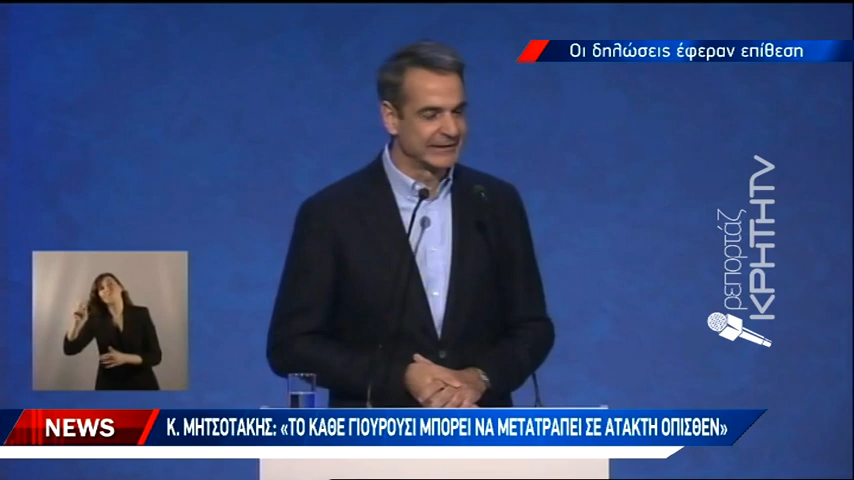 Οι δηλώσεις έφεραν επίθεση
ρεπορτάζ
ΚΡΗΤΗTV
NEWS
Κ. ΜΗΤΣΟΤΑΚΗΣ: «ΤΟ ΚΑΘΕ ΓΙΟΥΡΟΥΣΙ ΜΠΟΡΕΙ ΝΑ ΜΕΤΑΤΡΑΠΕΙ ΣΕ ΑΤΑΚΤΗ ΟΠΙΣΘΕΝ»